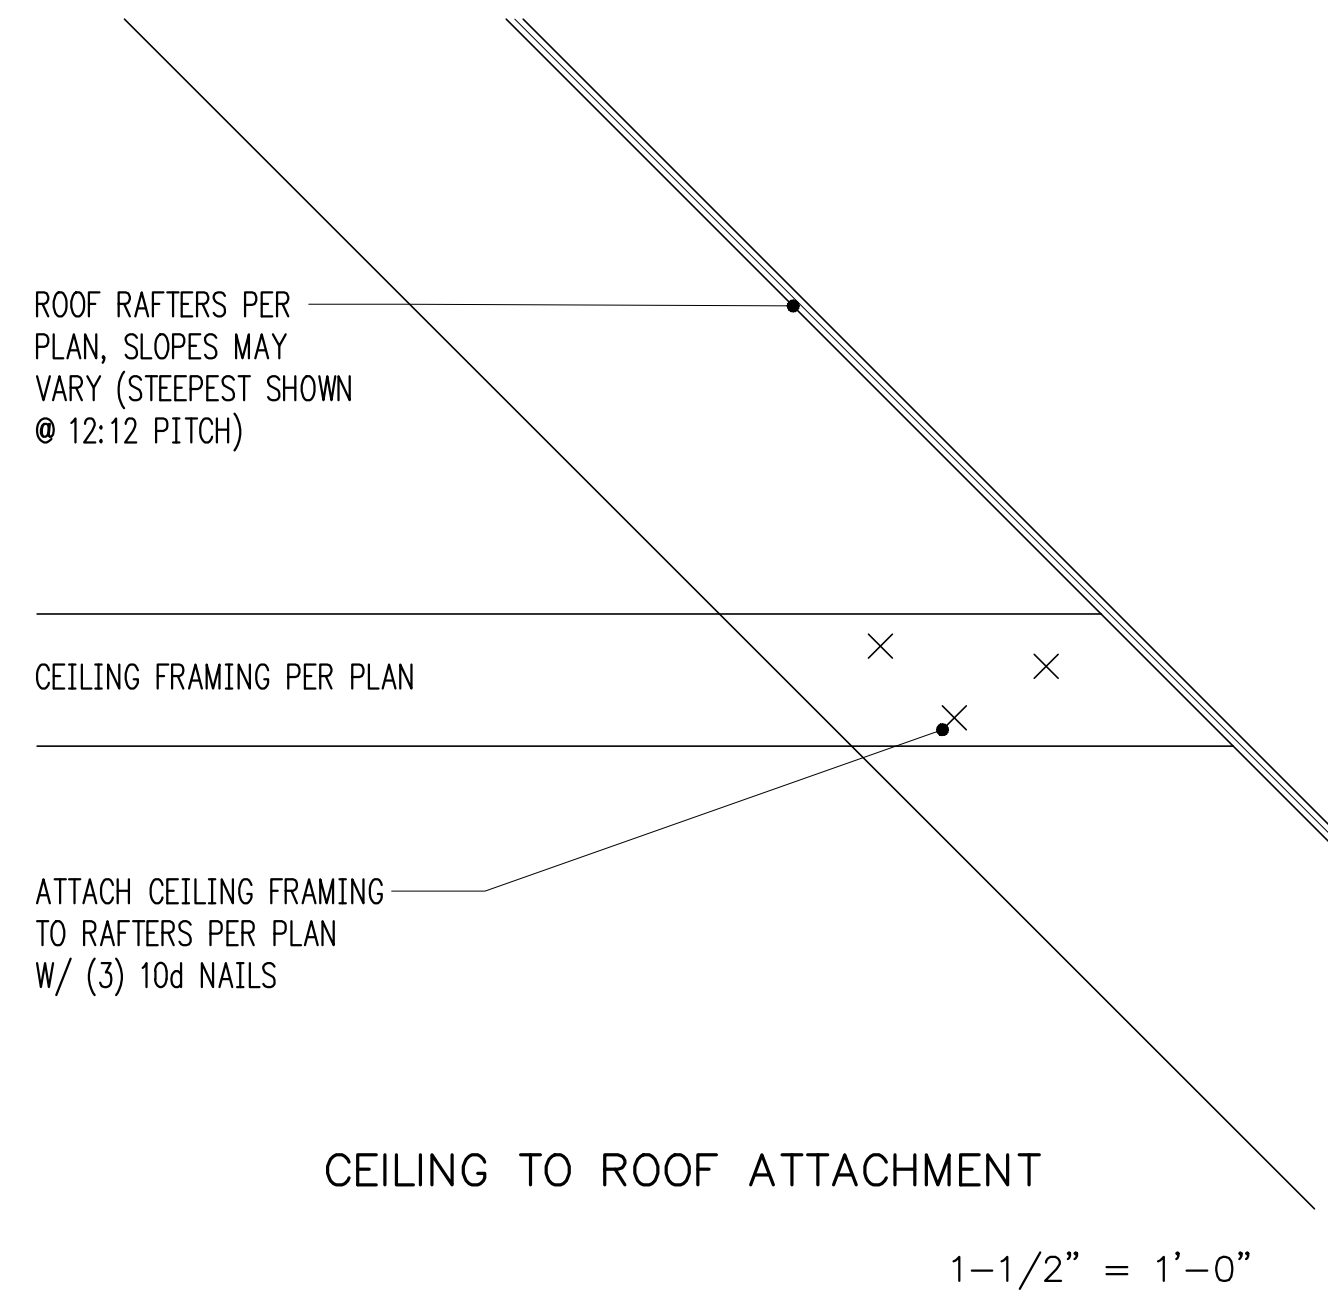 ROOF RAFTERS PER
PLAN, SLOPES MAY
VARY (STEEPEST SHOWN
@ 12:12 PITCH)
CEILING FRAMING PER PLAN
ATTACH CEILING FRAMING
TO RAFTERS PER PLAN
W/ (3) 10d NAILS
CEILING TO ROOF ATTACHMENT
1-1/2" = 1'-0"